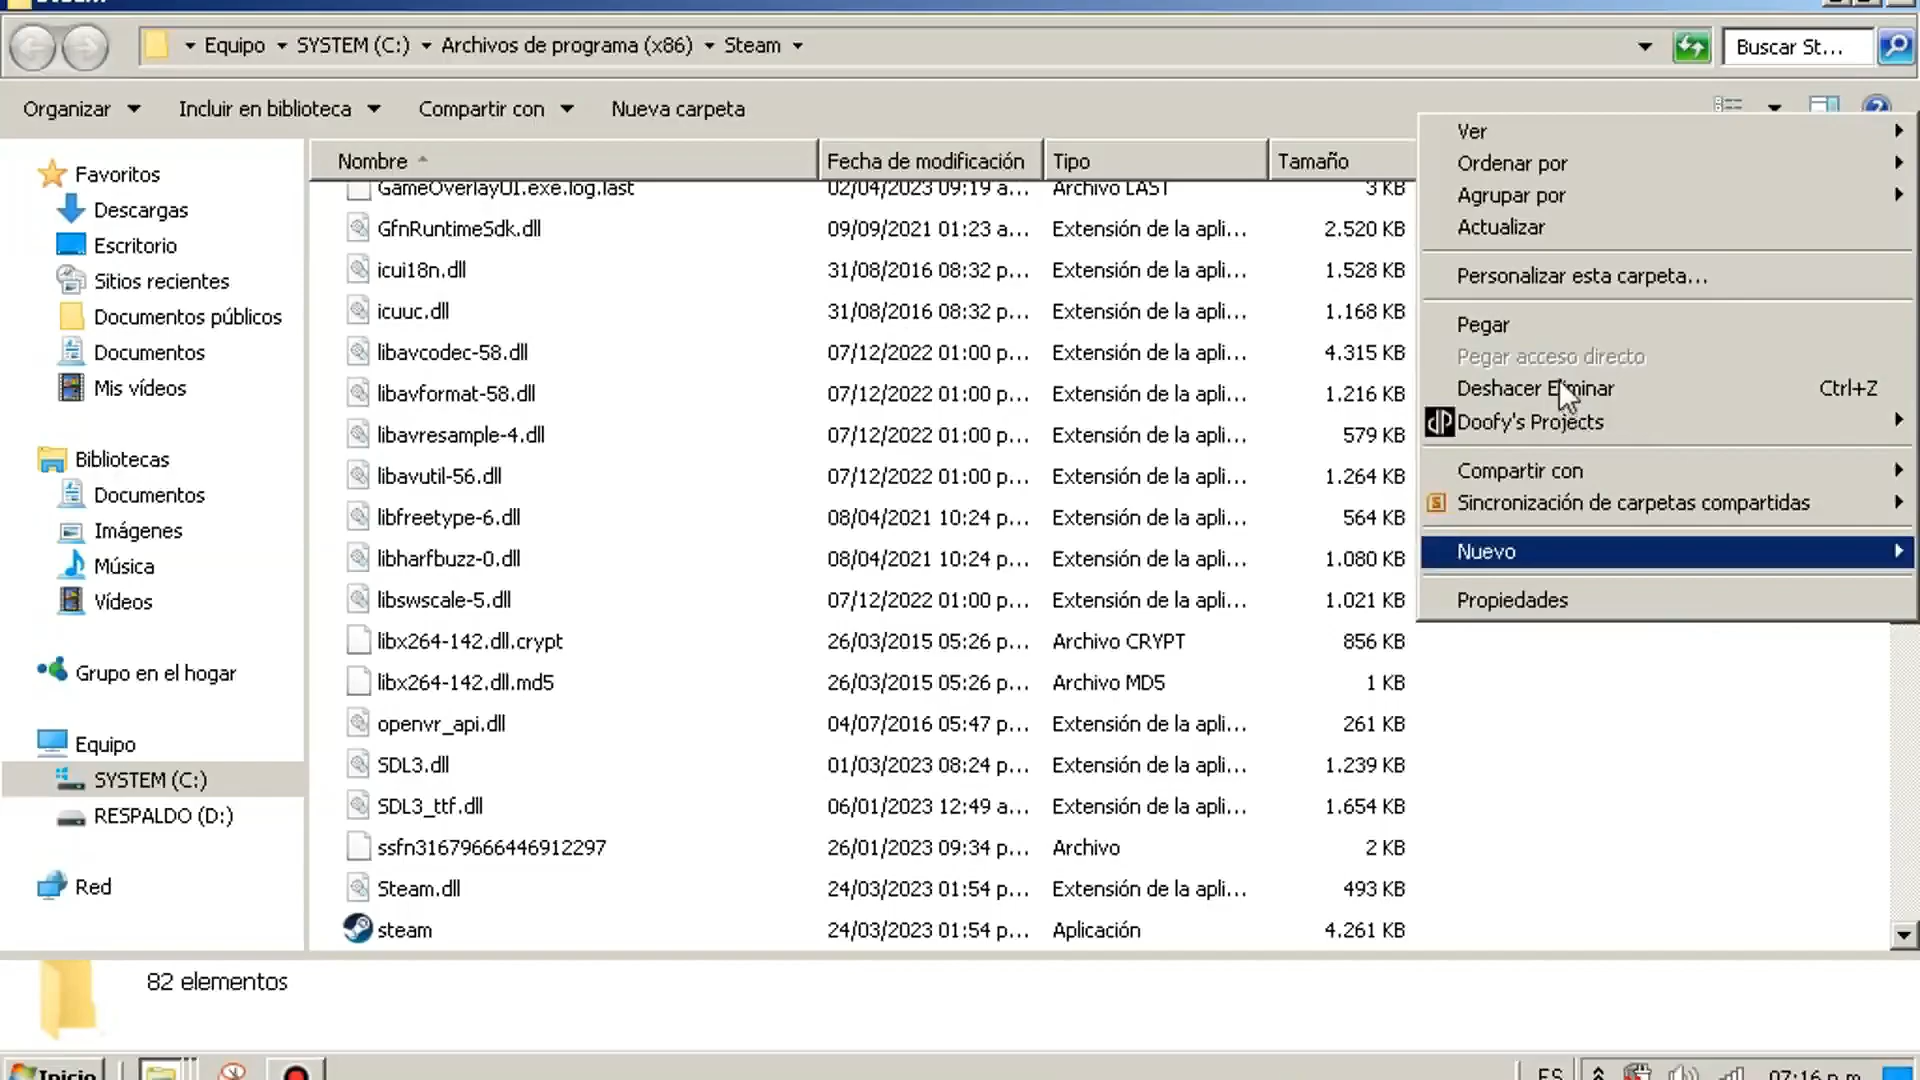 Steam
Equipo SYSTEM (C:) Archivos de programa (x86) Steam
Buscar St...
Organizar Incluir en biblioteca Compartir con Nueva carpeta
Favoritos
Descargas
Escritorio
Sitios recientes
Documentos públicos
Documentos
Mis vídeos
Bibliotecas
Documentos
Imágenes
Música
Vídeos
Grupo en el hogar
Equipo
SYSTEM (C:)
RESPALDO (D:)
Red
Nombre Fecha de modificación Tipo Tamaño
GameOverlayUI.exe.log.last 02/04/2023 09:19 a... Archivo LAST 3 KB
GfnRuntimeSdk.dll 09/09/2021 01:23 a... Extensión de la apli... 2.520 KB
icui18n.dll 31/08/2016 08:32 p... Extensión de la apli... 1.528 KB
icuuc.dll 31/08/2016 08:32 p... Extensión de la apli... 1.168 KB
libavcodec-58.dll 07/12/2022 01:00 p... Extensión de la apli... 4.315 KB
libavformat-58.dll 07/12/2022 01:00 p... Extensión de la apli... 1.216 KB
libavresample-4.dll 07/12/2022 01:00 p... Extensión de la apli... 579 KB
libavutil-56.dll 07/12/2022 01:00 p... Extensión de la apli... 1.264 KB
libfreetype-6.dll 08/04/2021 10:24 p... Extensión de la apli... 564 KB
libharfbuzz-0.dll 08/04/2021 10:24 p... Extensión de la apli... 1.080 KB
libswscale-5.dll 07/12/2022 01:00 p... Extensión de la apli... 1.021 KB
libx264-142.dll.crypt 26/03/2015 05:26 p... Archivo CRYPT 856 KB
libx264-142.dll.md5 26/03/2015 05:26 p... Archivo MD5 1 KB
openvr_api.dll 04/07/2016 05:47 p... Extensión de la apli... 261 KB
SDL3.dll 01/03/2023 08:24 p... Extensión de la apli... 1.239 KB
SDL3_ttf.dll 06/01/2023 12:49 a... Extensión de la apli... 1.654 KB
ssfn31679666446912297 26/01/2023 09:34 p... Archivo 2 KB
Steam.dll 24/03/2023 01:54 p... Extensión de la apli... 493 KB
steam 24/03/2023 01:54 p... Aplicación 4.261 KB
Ver
Ordenar por
Agrupar por
Actualizar
Personalizar esta carpeta...
Pegar
Pegar acceso directo
Deshacer Eliminar Ctrl+Z
Doofy's Projects
Compartir con
Sincronización de carpetas compartidas
Nuevo
Propiedades
82 elementos
Inicio
ES
07:16 p.m.